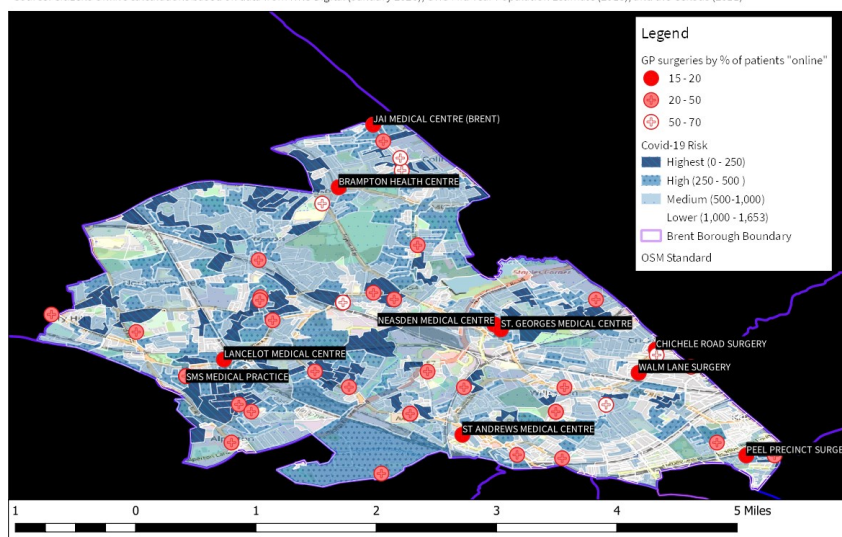 Legend
GP surgeries by % of patients "online"
15 - 20
20 - 50
50 - 70
Covid-19 Risk
Highest (0 - 250)
High (250 - 500 )
Medium (500-1,000)
Lower (1,000 - 1,653)
Brent Borough Boundary
OSM Standard
JAI MEDICAL CENTRE (BRENT)
BRAMPTON HEALTH CENTRE
NEASDEN MEDICAL CENTRE
ST. GEORGES MEDICAL CENTRE
CHICHELE ROAD SURGERY
LANCELOT MEDICAL CENTRE
WALM LANE SURGERY
SMS MEDICAL PRACTICE
ST ANDREWS MEDICAL CENTRE
PEEL PRECINCT SURGE
1 0 1 2 3 4 5 Miles